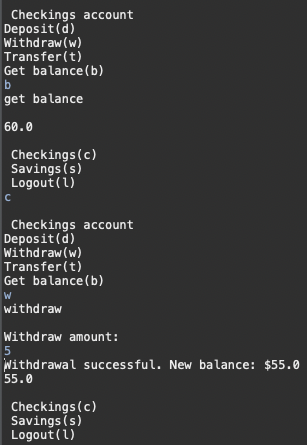 Checkings account
Deposit(d)
Withdraw(w)
Transfer(t)
Get balance(b)
b
get balance
60.0
Checkings(c)
Savings(s)
Logout(l)
c
Checkings account
Deposit(d)
Withdraw(w)
Transfer(t)
Get balance(b)
w
withdraw
Withdraw amount:
5
Withdrawal successful. New balance: $55.0
55.0
Checkings(c)
Savings(s)
Logout(l)